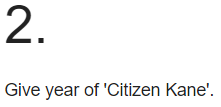 2.
Give year of 'Citizen Kane'.